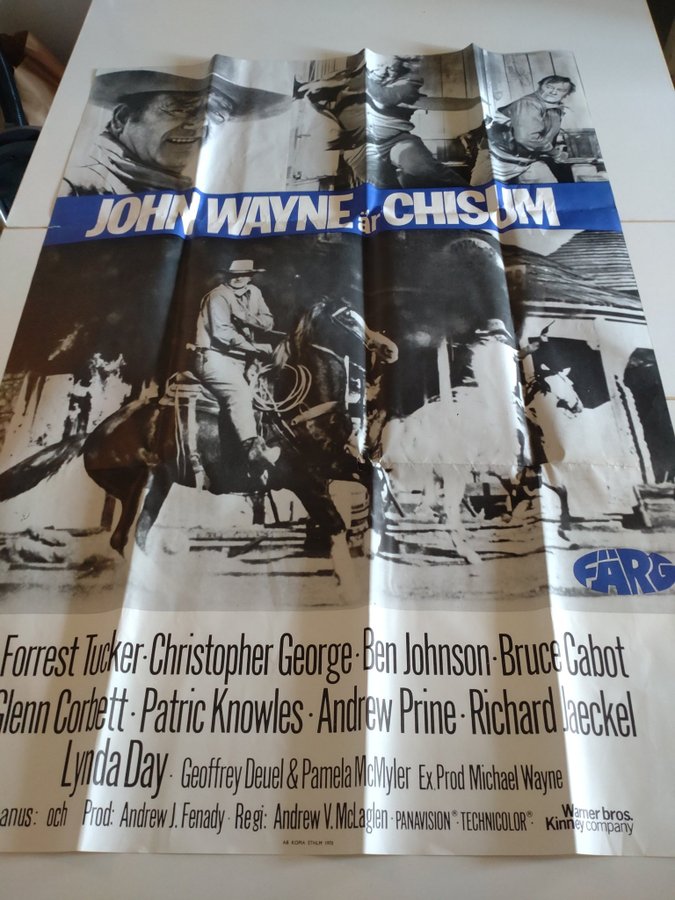 JOHN WAYNE är CHISUM
FÄRG
Forrest Tucker · Christopher George · Ben Johnson · Bruce Cabot
Glenn Corbett · Patric Knowles · Andrew Prine · Richard Jaeckel
Lynda Day · Geoffrey Deuel & Pamela McMyler Ex. Prod Michael Wayne
anus: och Prod: Andrew J. Fenady · Regi: Andrew V. McLaglen · PANAVISION® · TECHNICOLOR® ·
Warner bros.
Kinney company